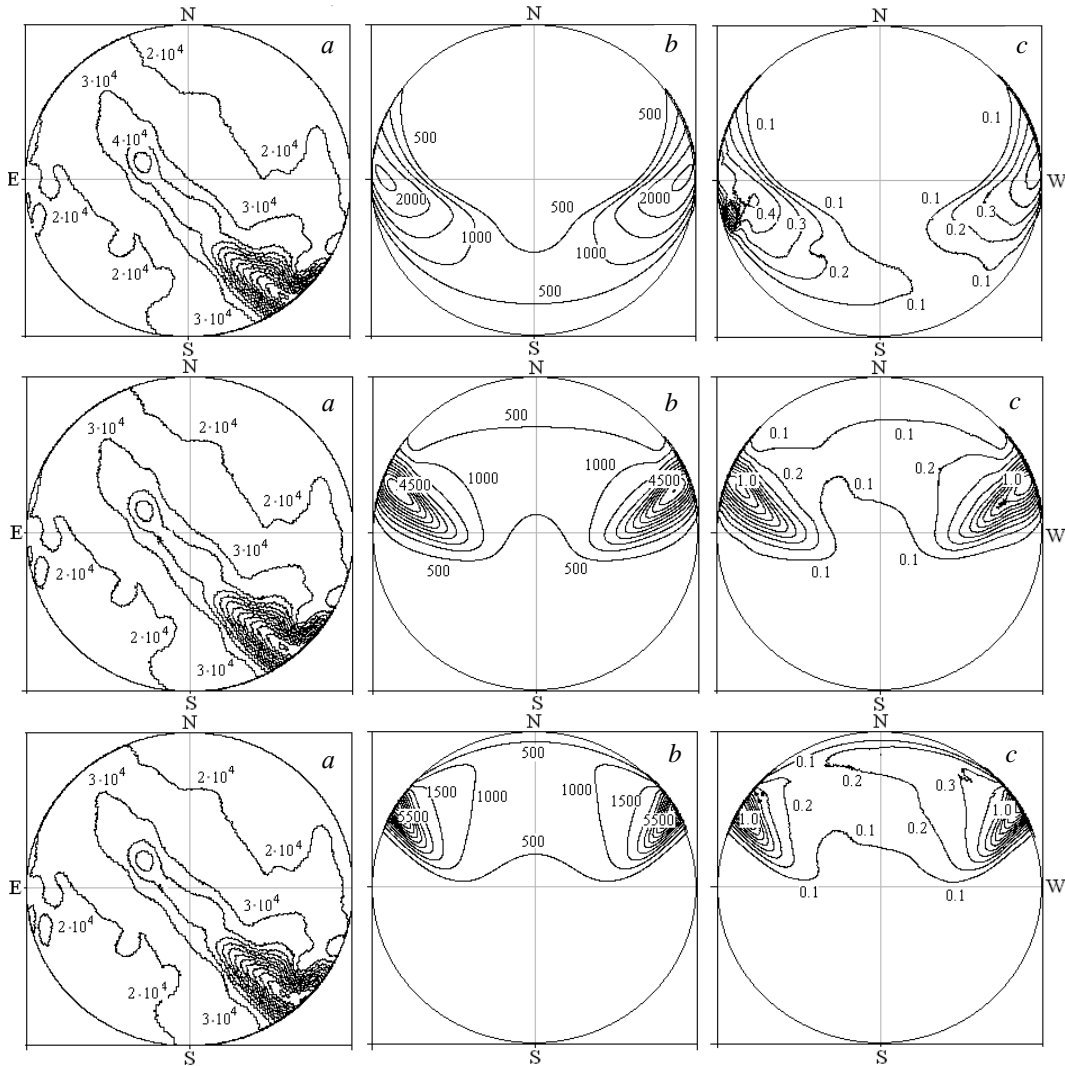 N N N
a b c
2·10⁴ 2·10⁴
3·10⁴
500 500
0.1 0.1
4·10⁴
2·10⁴
E W
2·10⁴ 3·10⁴
2000 500 2000
0.4 0.1 0.1 0.3
0.3 0.2
1000 1000
2·10⁴ 0.2 0.1
3·10⁴ 500 0.1
S S S
N N N
a b c
3·10⁴ 2·10⁴
500
0.1 0.1
1000 1000
0.2 0.2
4500 4500
1.0 0.1 1.0
2·10⁴
E W
2·10⁴ 3·10⁴
500 500
0.1 0.1
2·10⁴
3·10⁴
S S S
N N N
a b c
3·10⁴ 2·10⁴
500
0.1 0.2 0.3
1500 1000 1000 1500
0.2
5500 5500
1.0 0.1 0.2 1.0
2·10⁴
500
E W
0.1 0.1
2·10⁴ 3·10⁴
2·10⁴
3·10⁴
S S S